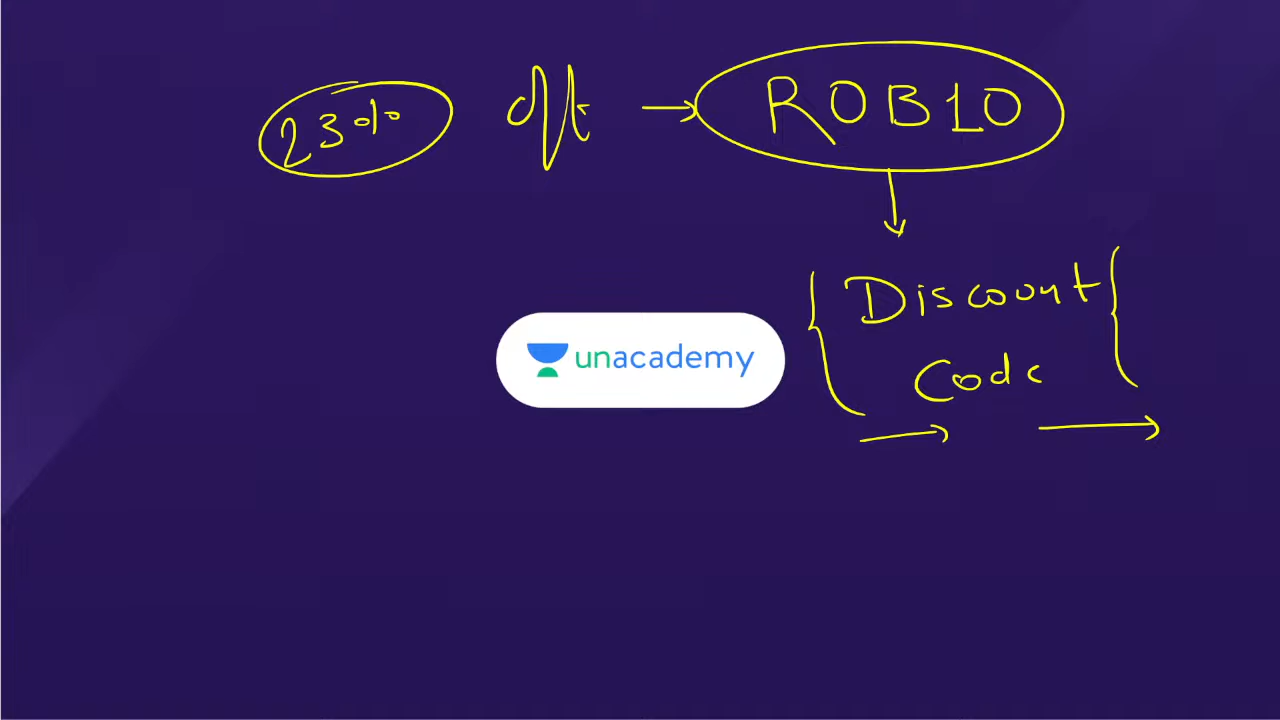 23% off → ROB10
Discount
unacademy
Code